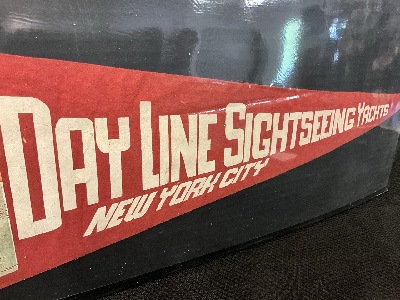 DAY LINE SIGHTSEEING YACHTS
NEW YORK CITY